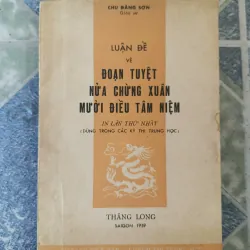 CHU ĐĂNG SƠN
LUẬN ĐỀ
VỀ
ĐOẠN TUYỆT
NỬA CHỪNG XUÂN
MƯỜI ĐIỀU TÂM NIỆM
IN LẦN THỨ NHẤT
(DÙNG TRONG CÁC KỲ THI TRUNG HỌC)
THĂNG LONG
SAIGON 1959